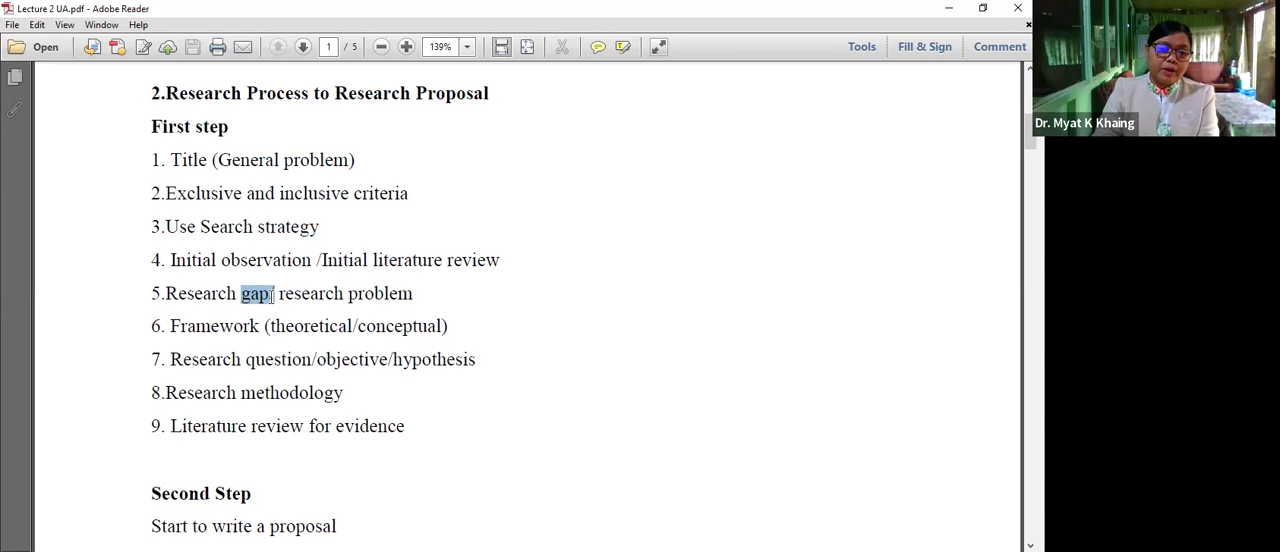 Lecture 2 UA.pdf - Adobe Reader
File Edit View Window Help
Open 1 / 5 139% Tools Fill & Sign Comment
Dr. Myat K Khaing
2.Research Process to Research Proposal
First step
1. Title (General problem)
2.Exclusive and inclusive criteria
3.Use Search strategy
4. Initial observation /Initial literature review
5.Research gap/ research problem
6. Framework (theoretical/conceptual)
7. Research question/objective/hypothesis
8.Research methodology
9. Literature review for evidence
Second Step
Start to write a proposal